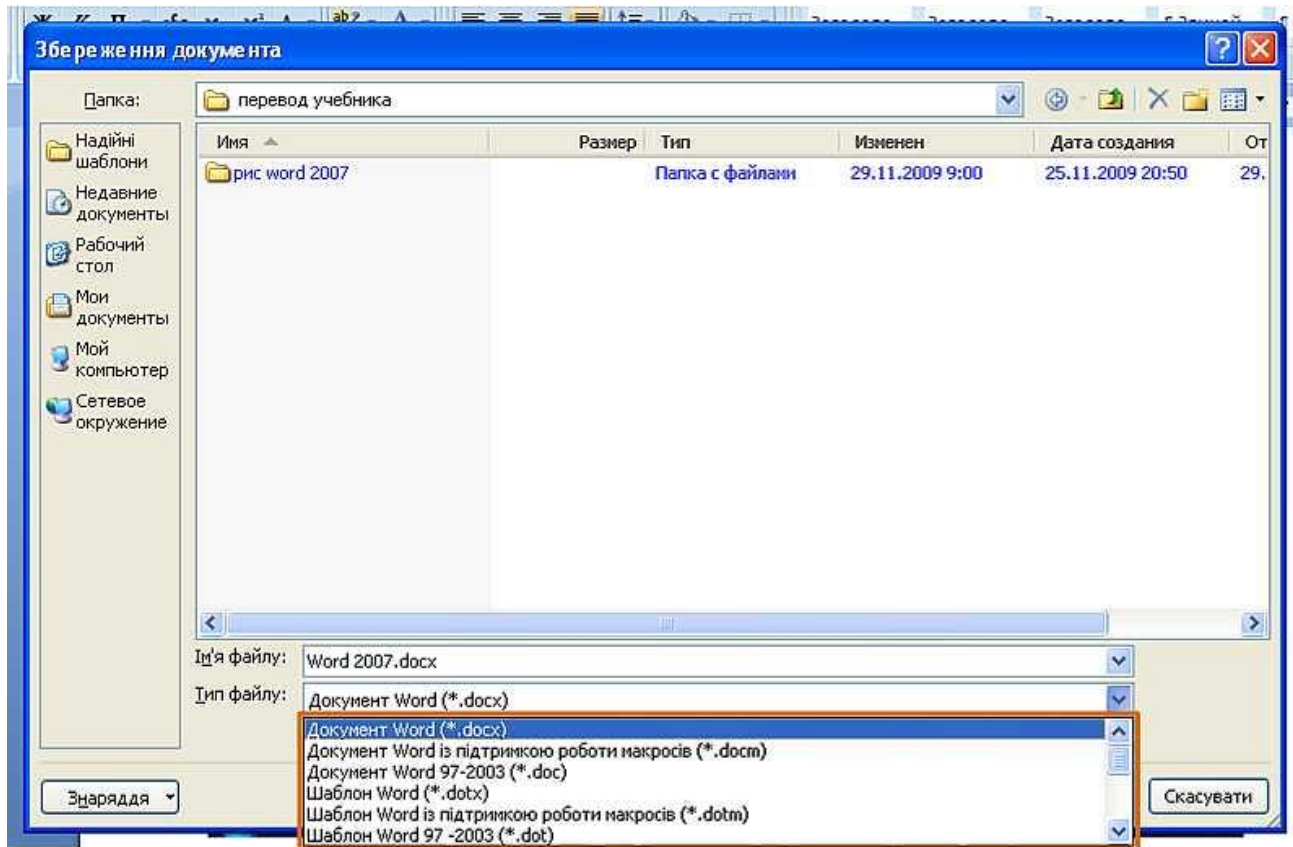 Збереження документа
Папка:
перевод учебника
Надійні
шаблони
Недавние
документы
Рабочий
стол
Мои
документы
Мой
компьютер
Сетевое
окружение
Имя Размер Тип Изменен Дата создания От
рис word 2007 Папка с файлами 29.11.2009 9:00 25.11.2009 20:50 29.
Ім'я файлу: Word 2007.docx
Тип файлу: Документ Word (*.docx)
Документ Word (*.docx)
Документ Word із підтримкою роботи макросів (*.docm)
Документ Word 97-2003 (*.doc)
Шаблон Word (*.dotx)
Шаблон Word із підтримкою роботи макросів (*.dotm)
Шаблон Word 97 -2003 (*.dot)
Знаряддя
Скасувати